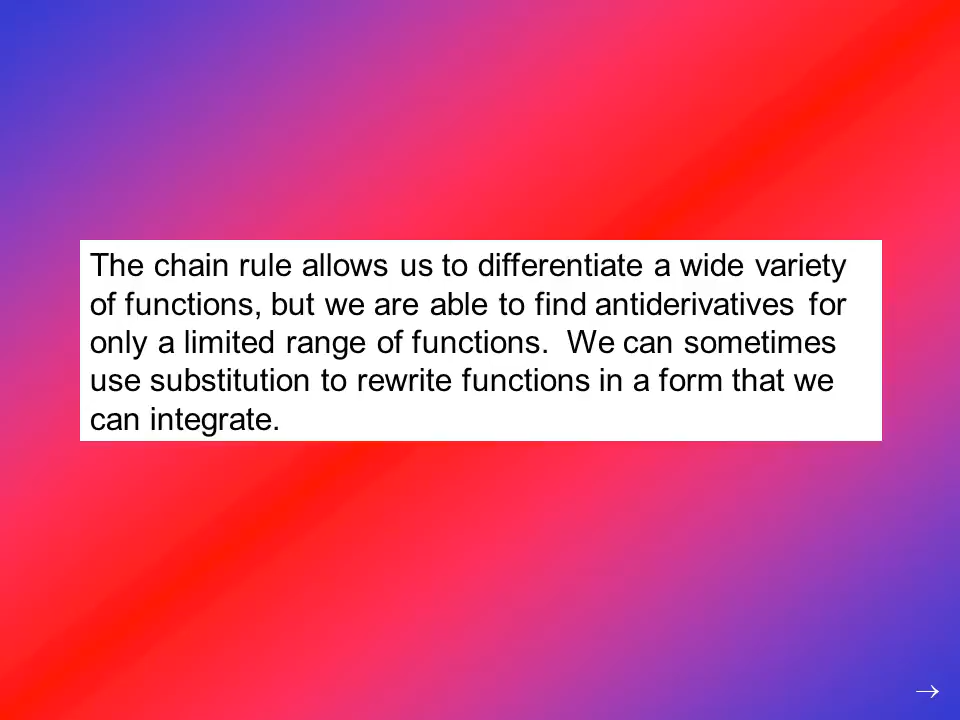 The chain rule allows us to differentiate a wide variety
of functions, but we are able to find antiderivatives for
only a limited range of functions.  We can sometimes
use substitution to rewrite functions in a form that we
can integrate.
→